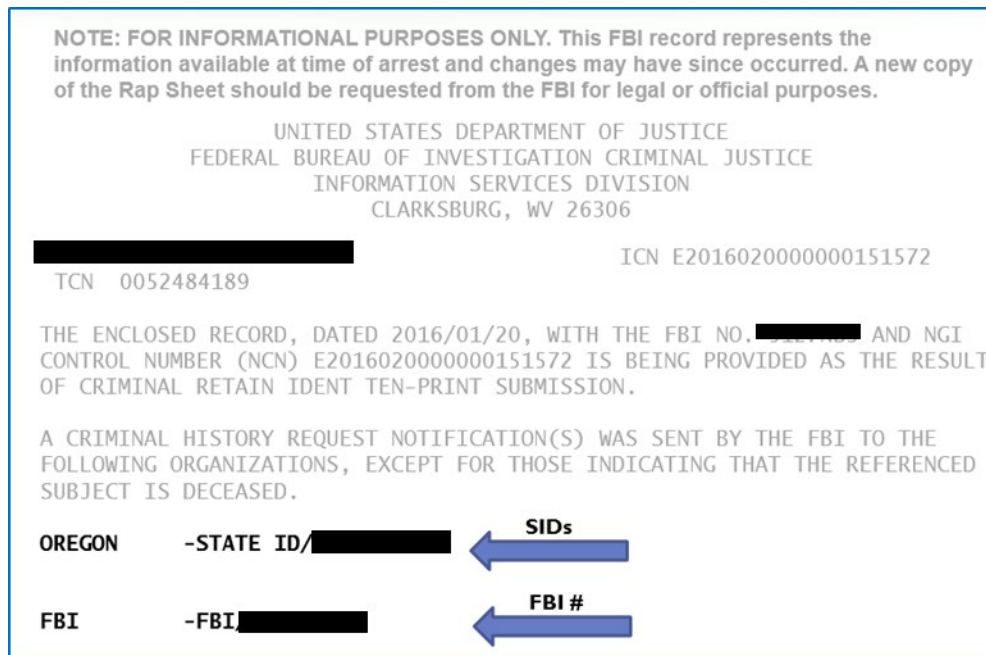 NOTE: FOR INFORMATIONAL PURPOSES ONLY. This FBI record represents the
information available at time of arrest and changes may have since occurred. A new copy
of the Rap Sheet should be requested from the FBI for legal or official purposes.
UNITED STATES DEPARTMENT OF JUSTICE
FEDERAL BUREAU OF INVESTIGATION CRIMINAL JUSTICE
INFORMATION SERVICES DIVISION
CLARKSBURG, WV 26306
ICN E2016020000000151572
TCN 0052484189
THE ENCLOSED RECORD, DATED 2016/01/20, WITH THE FBI NO. AND NGI
CONTROL NUMBER (NCN) E2016020000000151572 IS BEING PROVIDED AS THE RESULT
OF CRIMINAL RETAIN IDENT TEN-PRINT SUBMISSION.
A CRIMINAL HISTORY REQUEST NOTIFICATION(S) WAS SENT BY THE FBI TO THE
FOLLOWING ORGANIZATIONS, EXCEPT FOR THOSE INDICATING THAT THE REFERENCED
SUBJECT IS DECEASED.
OREGON -STATE ID/ SIDs
FBI -FBI/ FBI #